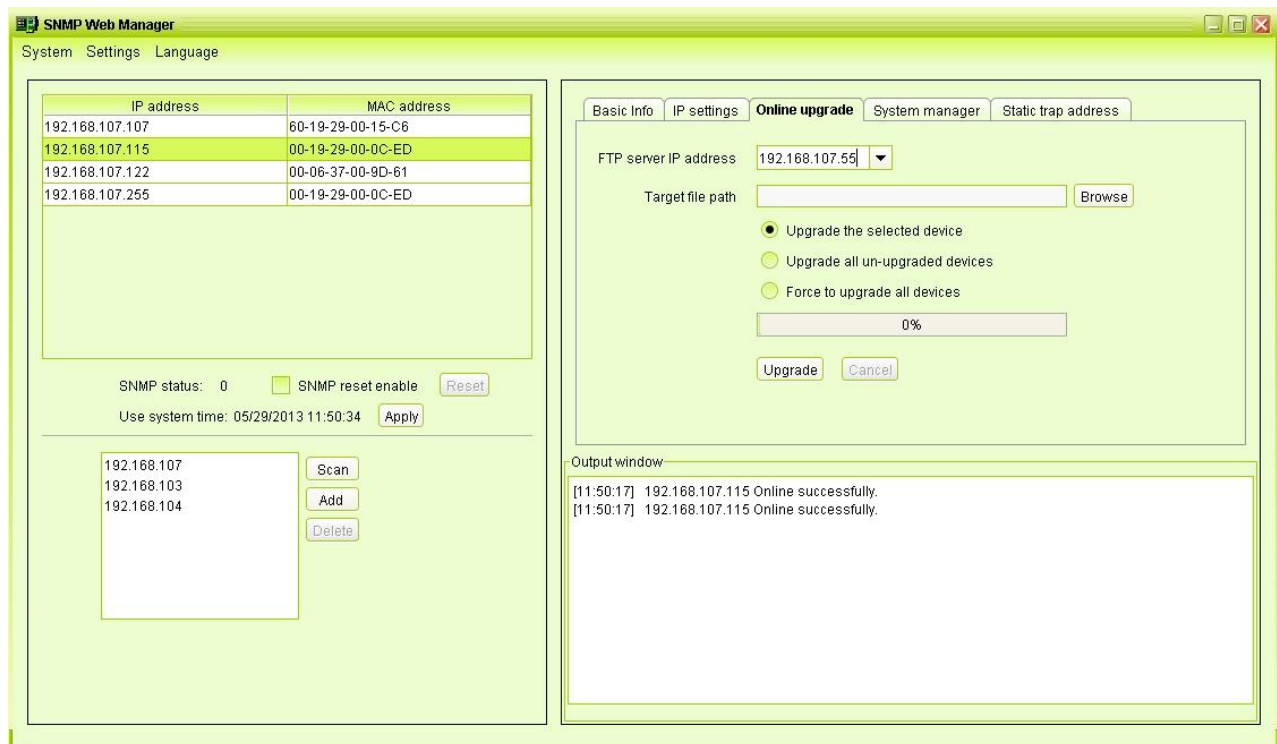 SNMP Web Manager
System Settings Language
IP address MAC address
192.168.107.107 60-19-29-00-15-C6
192.168.107.115 00-19-29-00-0C-ED
192.168.107.122 00-06-37-00-9D-61
192.168.107.255 00-19-29-00-0C-ED
SNMP status: 0 SNMP reset enable Reset
Use system time: 05/29/2013 11:50:34 Apply
192.168.107
192.168.103
192.168.104
Scan
Add
Delete
Basic Info IP settings Online upgrade System manager Static trap address
FTP server IP address 192.168.107.55
Target file path Browse
Upgrade the selected device
Upgrade all un-upgraded devices
Force to upgrade all devices
0%
Upgrade Cancel
Output window
[11:50:17] 192.168.107.115 Online successfully.
[11:50:17] 192.168.107.115 Online successfully.